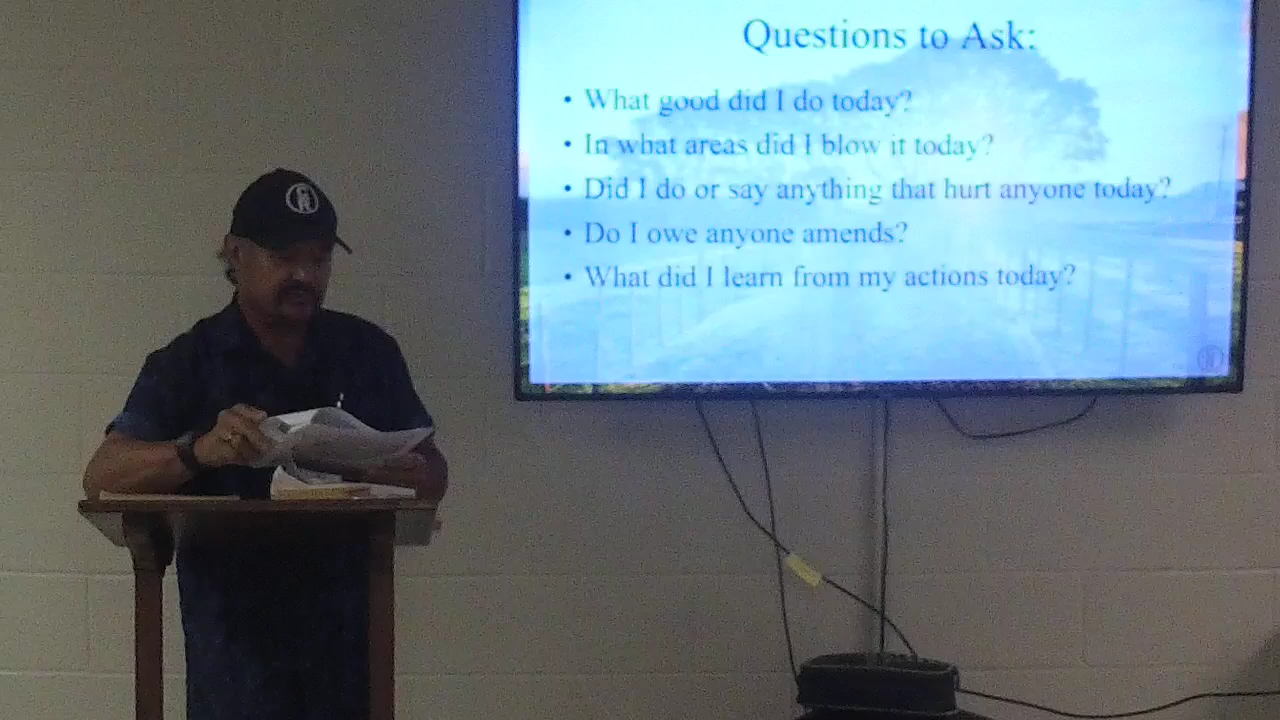 Questions to Ask:
• What good did I do today?
• In what areas did I blow it today?
• Did I do or say anything that hurt anyone today?
• Do I owe anyone amends?
• What did I learn from my actions today?